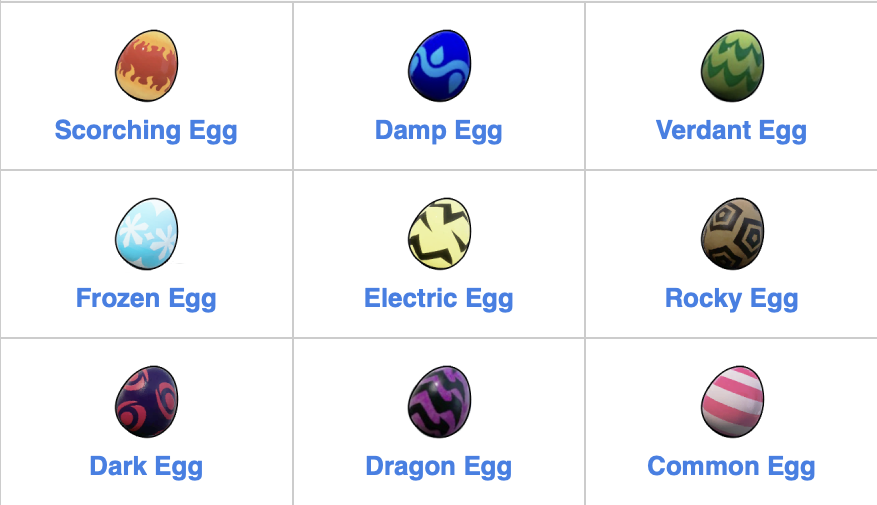 Scorching Egg
Damp Egg
Verdant Egg
Frozen Egg
Electric Egg
Rocky Egg
Dark Egg
Dragon Egg
Common Egg